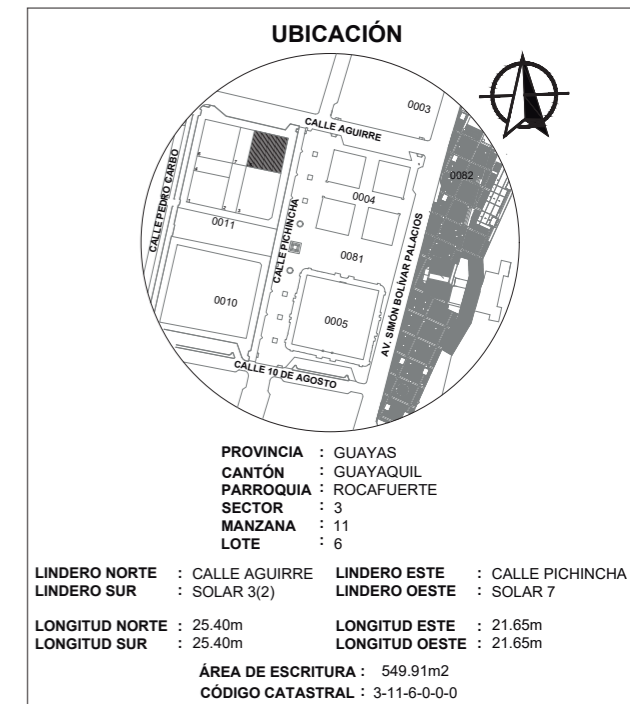 UBICACIÓN
0003
CALLE AGUIRRE
0082
CALLE PEDRO CARBO
0004
CALLE PICHINCHA
0011
0081
AV. SIMÓN BOLÍVAR PALACIOS
0010
0005
CALLE 10 DE AGOSTO
PROVINCIA : GUAYAS
CANTÓN : GUAYAQUIL
PARROQUIA : ROCAFUERTE
SECTOR : 3
MANZANA : 11
LOTE : 6
LINDERO NORTE : CALLE AGUIRRE LINDERO ESTE : CALLE PICHINCHA
LINDERO SUR : SOLAR 3(2) LINDERO OESTE : SOLAR 7
LONGITUD NORTE : 25.40m LONGITUD ESTE : 21.65m
LONGITUD SUR : 25.40m LONGITUD OESTE : 21.65m
ÁREA DE ESCRITURA : 549.91m2
CÓDIGO CATASTRAL : 3-11-6-0-0-0